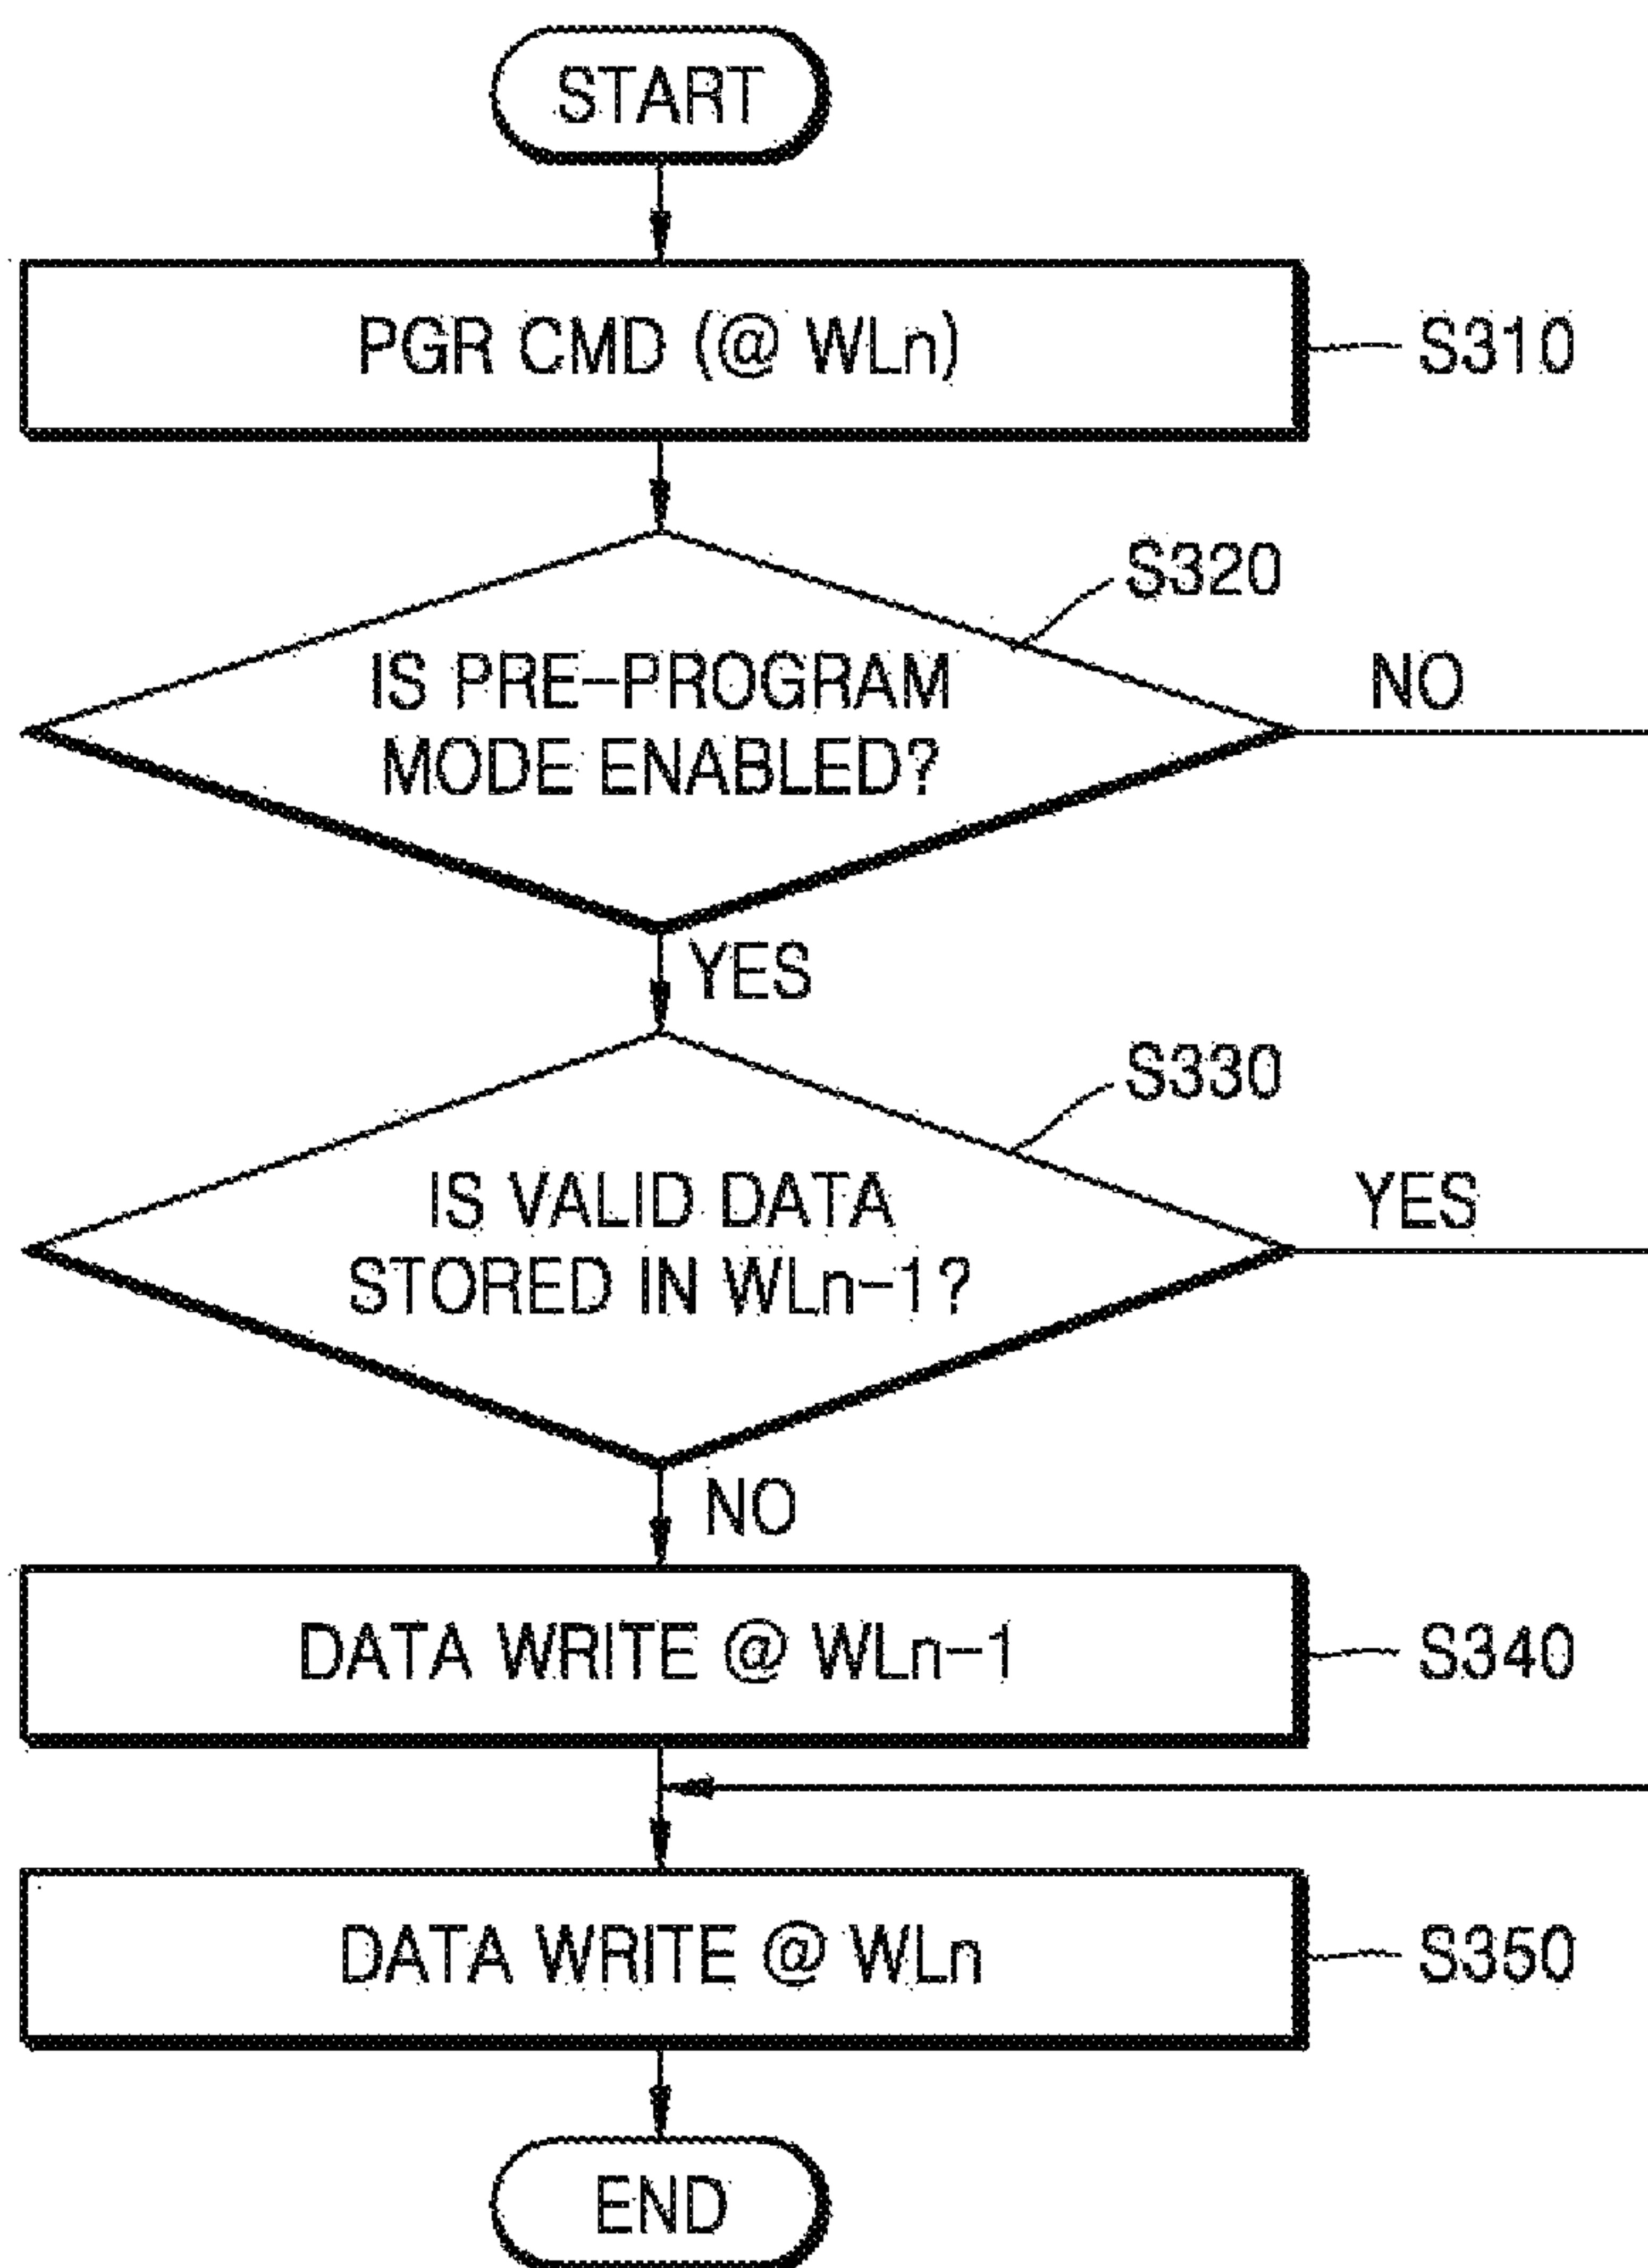 START
PGR CMD (@ WLn)
S310
S320
IS PRE-PROGRAM
MODE ENABLED?
NO
YES
S330
IS VALID DATA
STORED IN WLn-1?
YES
NO
DATA WRITE @ WLn-1
S340
DATA WRITE @ WLn
S350
END